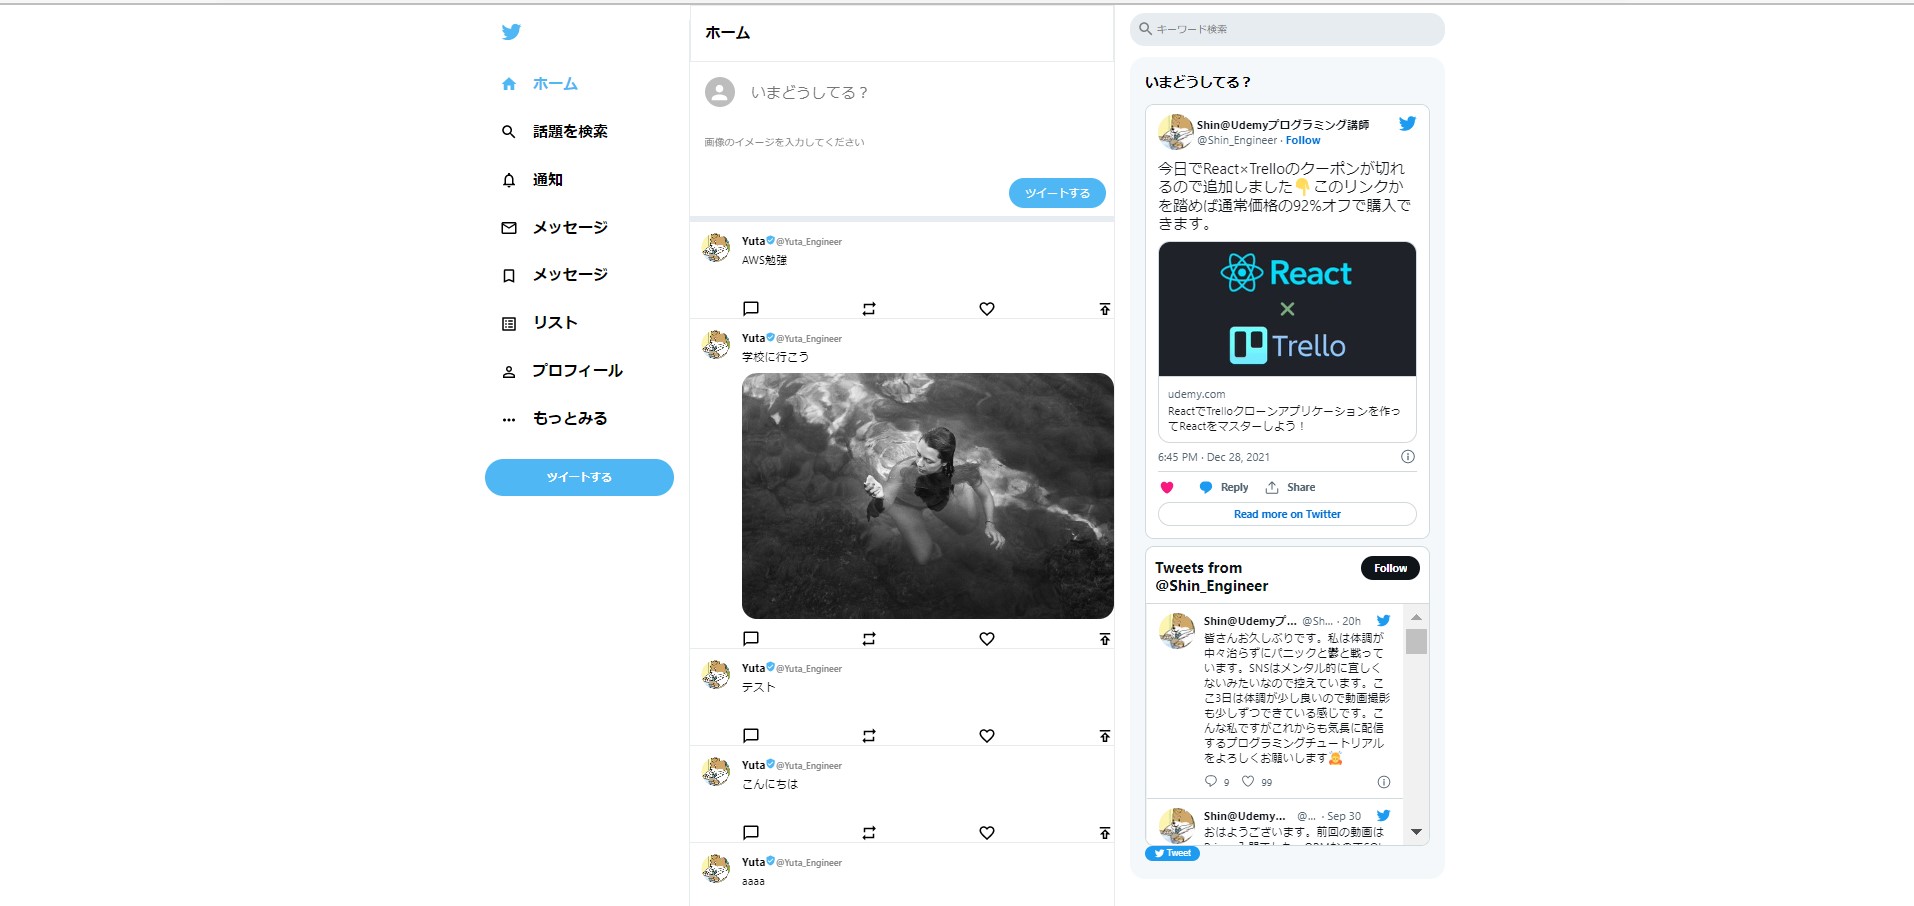 ホーム
話題を検索
通知
メッセージ
メッセージ
リスト
プロフィール
もっとみる
ツイートする
ホーム
いまどうしてる？
画像のイメージを入力してください
ツイートする
Yuta @Yuta_Engineer
AWS勉強
Yuta @Yuta_Engineer
学校に行こう
Yuta @Yuta_Engineer
テスト
Yuta @Yuta_Engineer
こんにちは
Yuta @Yuta_Engineer
aaaa
キーワード検索
いまどうしてる？
Shin@Udemyプログラミング講師
@Shin_Engineer · Follow
今日でReact×Trelloのクーポンが切れ
るので追加しました👇このリンクか
を踏めば通常価格の92%オフで購入で
きます。
React
×
Trello
udemy.com
ReactでTrelloクローンアプリケーションを作っ
てReactをマスターしよう！
6:45 PM · Dec 28, 2021
Reply Share
Read more on Twitter
Tweets from
@Shin_Engineer
Follow
Shin@Udemyプ... @Sh... · 20h
皆さんお久しぶりです。私は体調が
中々治らずにパニックと鬱と戦って
います。SNSはメンタル的に宜しく
ないみたいなので控えています。こ
こ3日は体調が少し良いので動画撮影
も少しずつできている感じです。こ
んな私ですがこれからも気長に配信
するプログラミングチュートリアル
をよろしくお願いします🙇
9 99
Shin@Udemy... @... · Sep 30
おはようございます。前回の動画は
Tweet